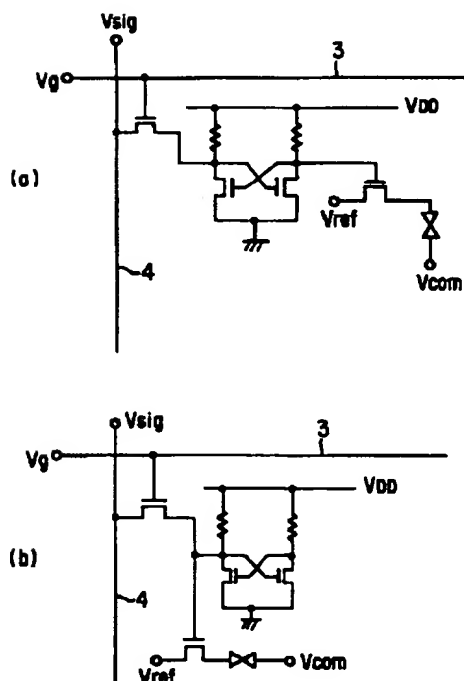 Vsig
Vg
3
VDD
(a)
Vref
4
Vcom
Vsig
Vg
3
VDD
(b)
4
Vref
Vcom